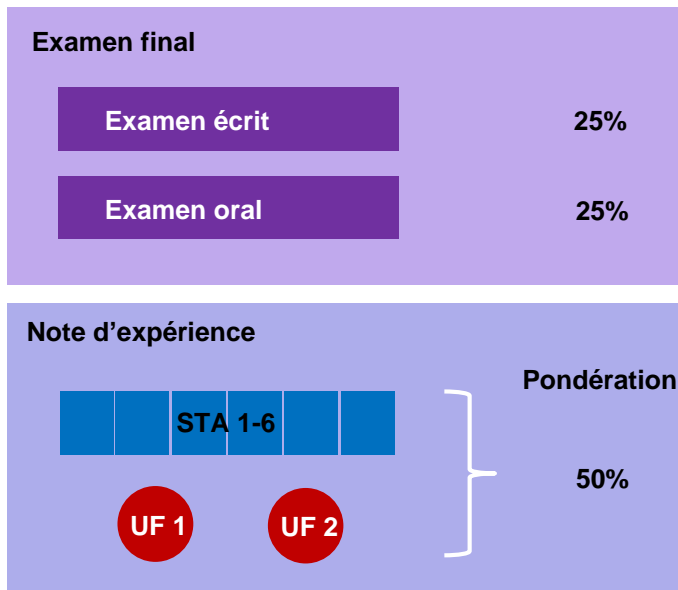 Examen final
Examen écrit 25%
Examen oral 25%
Note d’expérience
Pondération
STA 1-6
50%
UF 1 UF 2